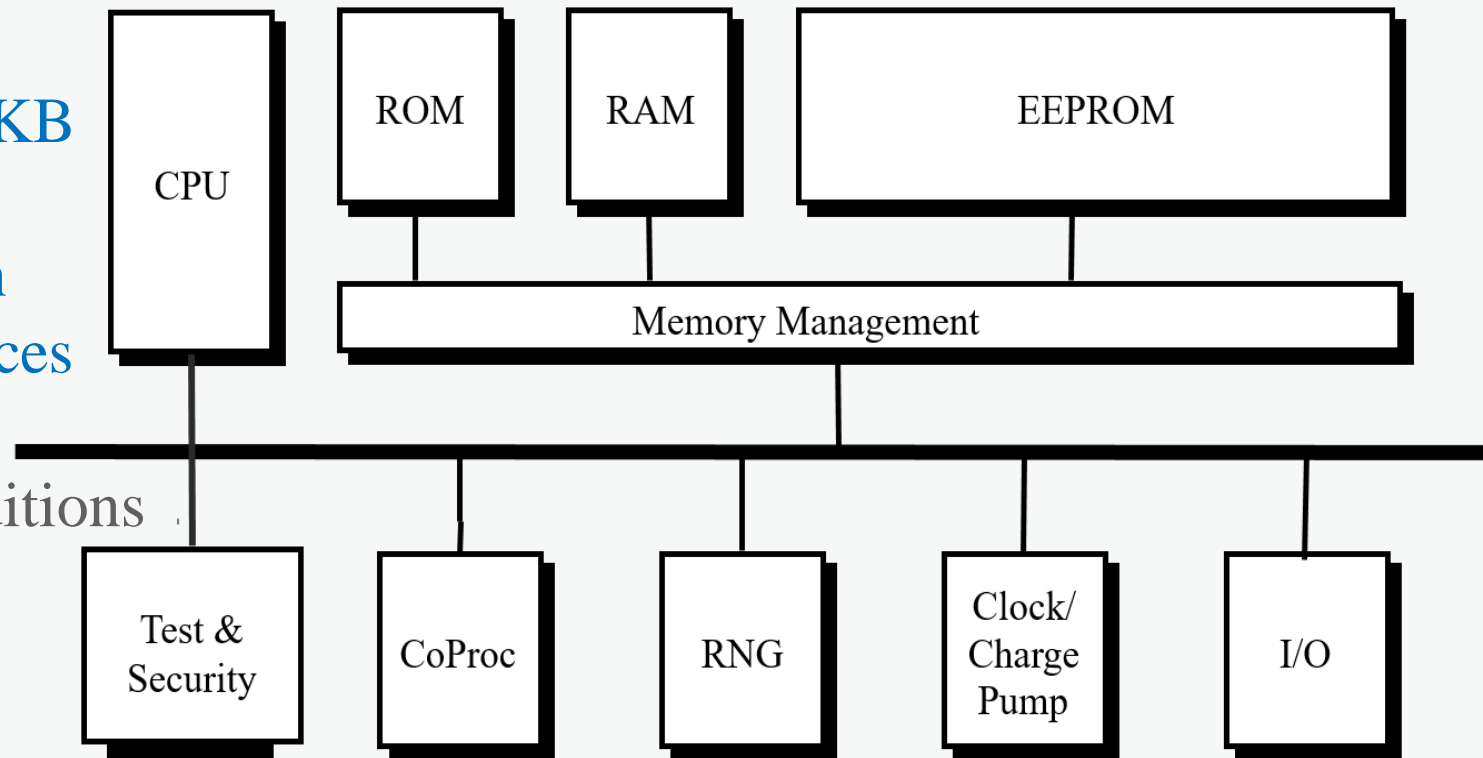 KB
ces
itions
CPU
ROM
RAM
EEPROM
Memory Management
Test &
Security
CoProc
RNG
Clock/
Charge
Pump
I/O